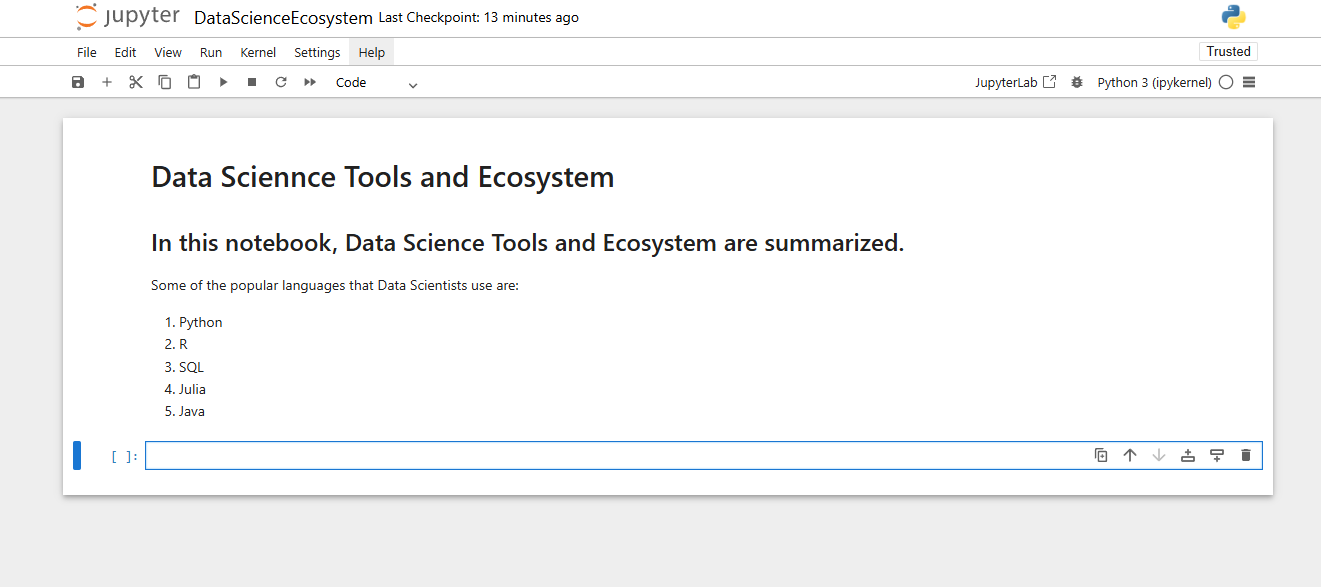 jupyter DataScienceEcosystem Last Checkpoint: 13 minutes ago
File Edit View Run Kernel Settings Help Trusted
Code JupyterLab Python 3 (ipykernel)
Data Sciennce Tools and Ecosystem
In this notebook, Data Science Tools and Ecosystem are summarized.
Some of the popular languages that Data Scientists use are:
1. Python
2. R
3. SQL
4. Julia
5. Java
[ ]: